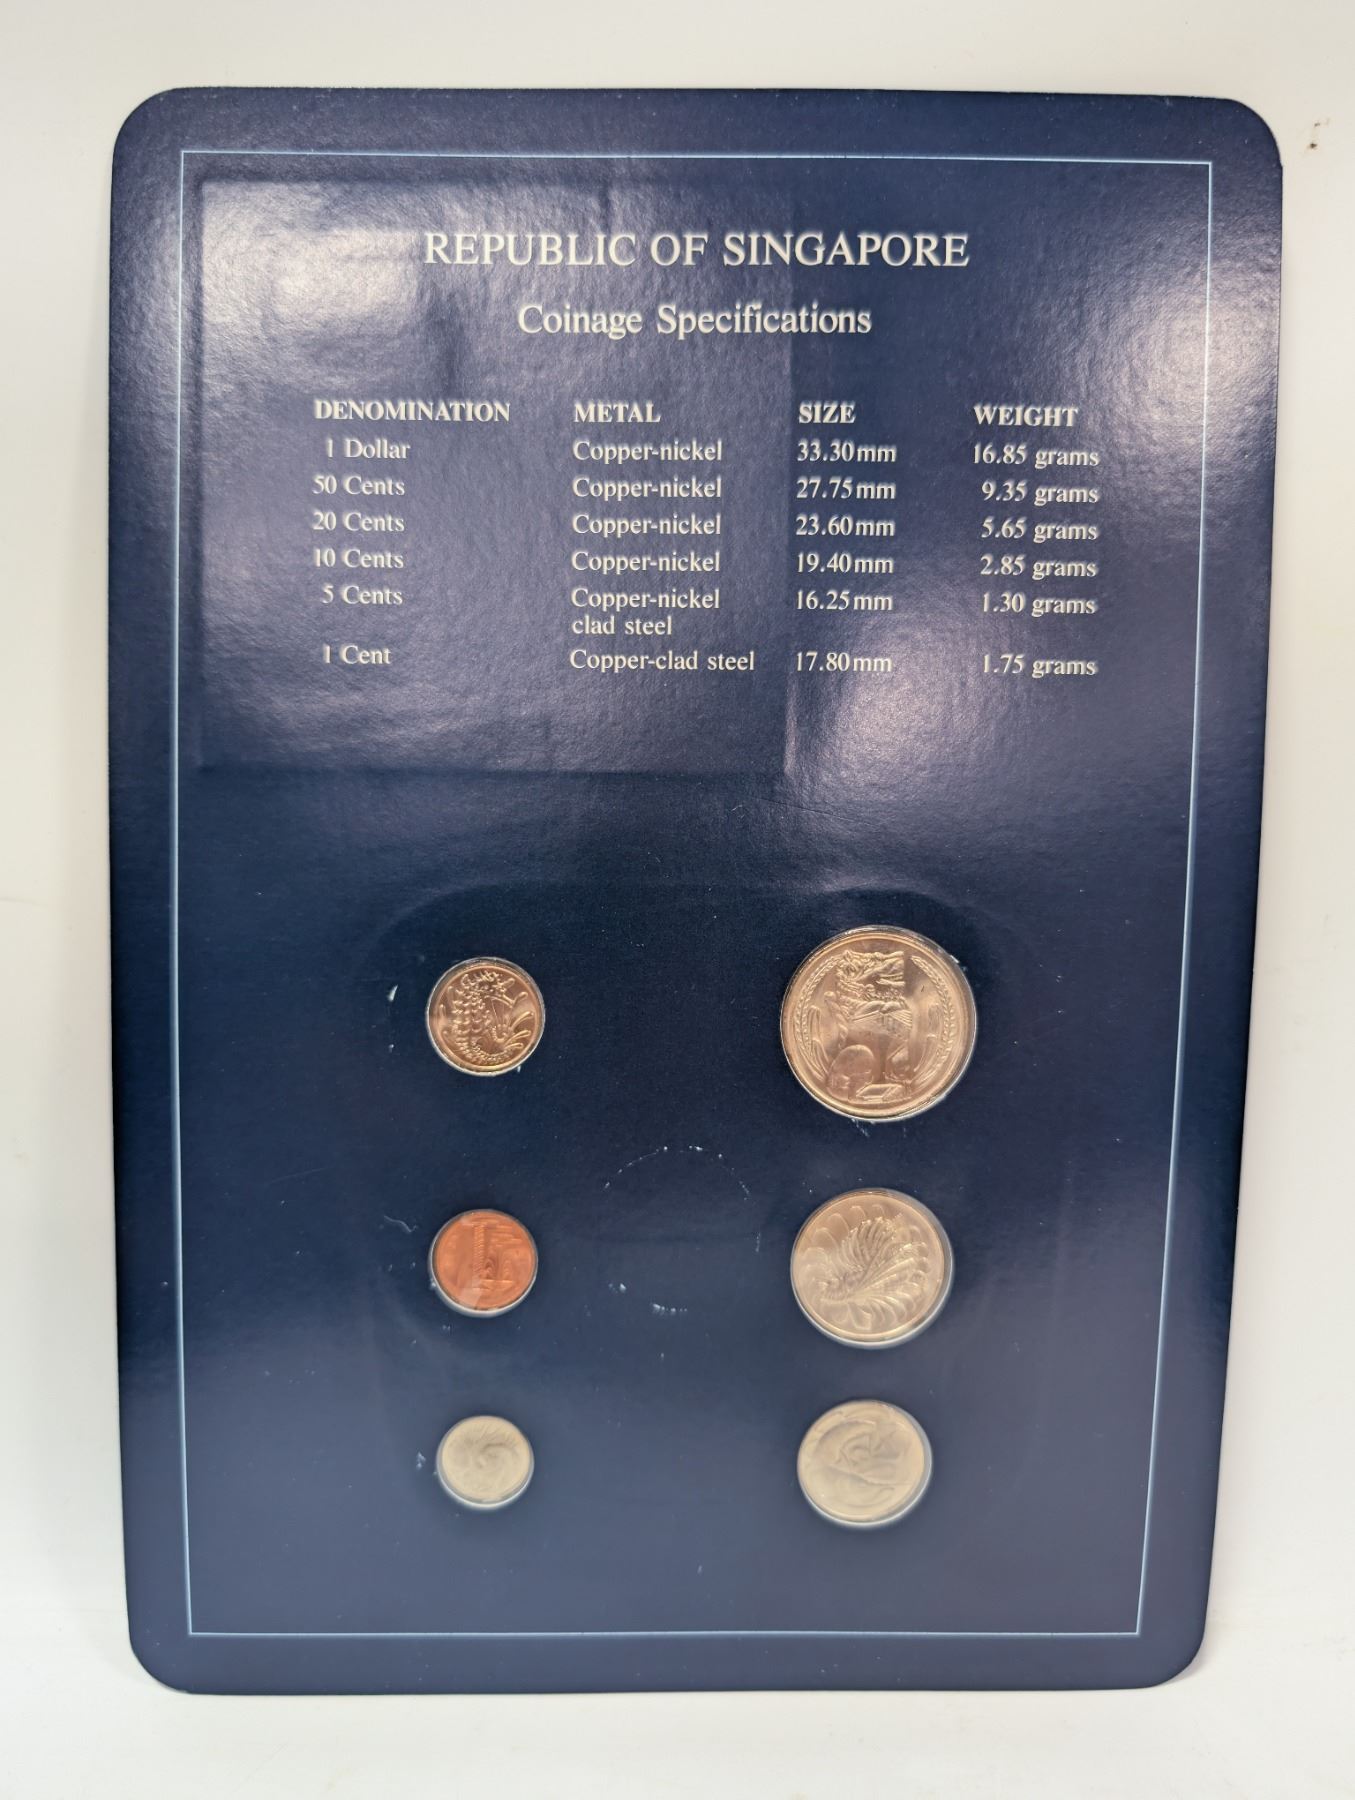 REPUBLIC OF SINGAPORE
Coinage Specifications
DENOMINATION METAL SIZE WEIGHT
1 Dollar Copper-nickel 33.30mm 16.85 grams
50 Cents Copper-nickel 27.75mm 9.35 grams
20 Cents Copper-nickel 23.60mm 5.65 grams
10 Cents Copper-nickel 19.40mm 2.85 grams
5 Cents Copper-nickel 16.25mm 1.30 grams
clad steel
1 Cent Copper-clad steel 17.80mm 1.75 grams